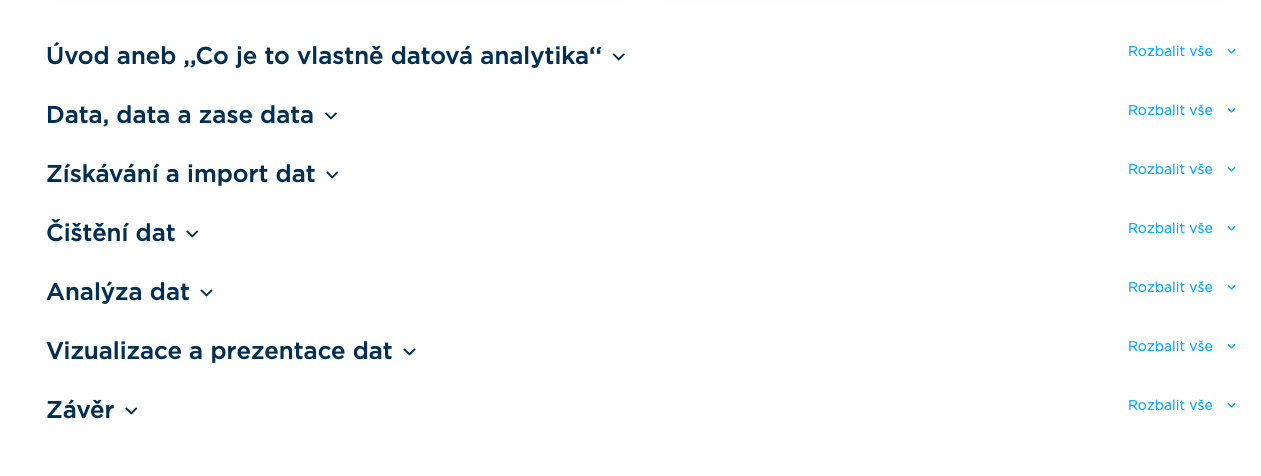 Úvod aneb „Co je to vlastně datová analytika“
Rozbalit vše
Data, data a zase data
Rozbalit vše
Získávání a import dat
Rozbalit vše
Čištění dat
Rozbalit vše
Analýza dat
Rozbalit vše
Vizualizace a prezentace dat
Rozbalit vše
Závěr
Rozbalit vše